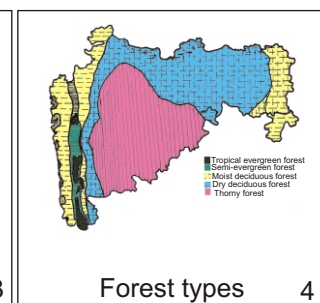 Tropical evergreen forest
Semi-evergreen forest
Moist deciduous forest
Dry deciduous forest
Thorny forest
3
Forest types 4